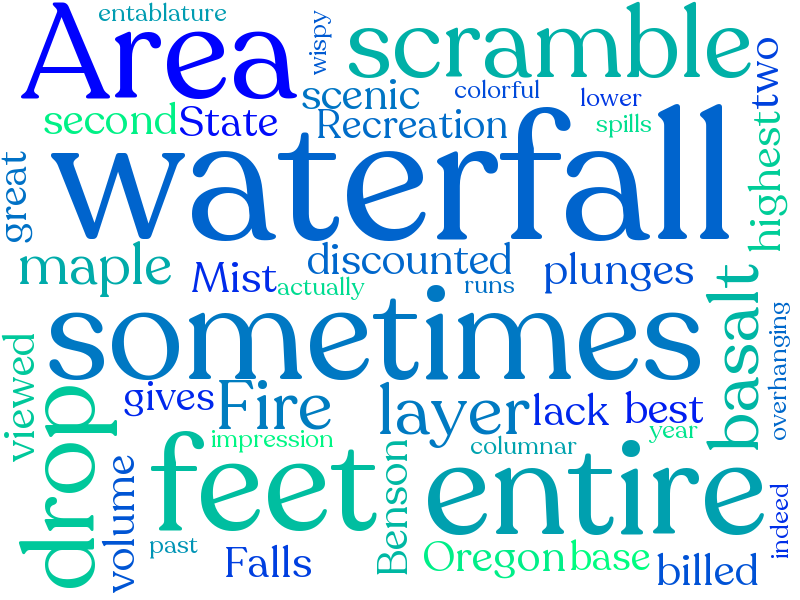 entablature
Area
wispy
scramble
scenic
colorful
lower
two
second
State
Recreation
spills
highest
great
waterfall
maple
Mist
actually
discounted
runs
plunges
basalt
sometimes
overhanging
viewed
gives
Fire
layer
lack
best
year
drop
impression
columnar
feet
Benson
entire
volume
indeed
past
Falls
Oregon
base
billed